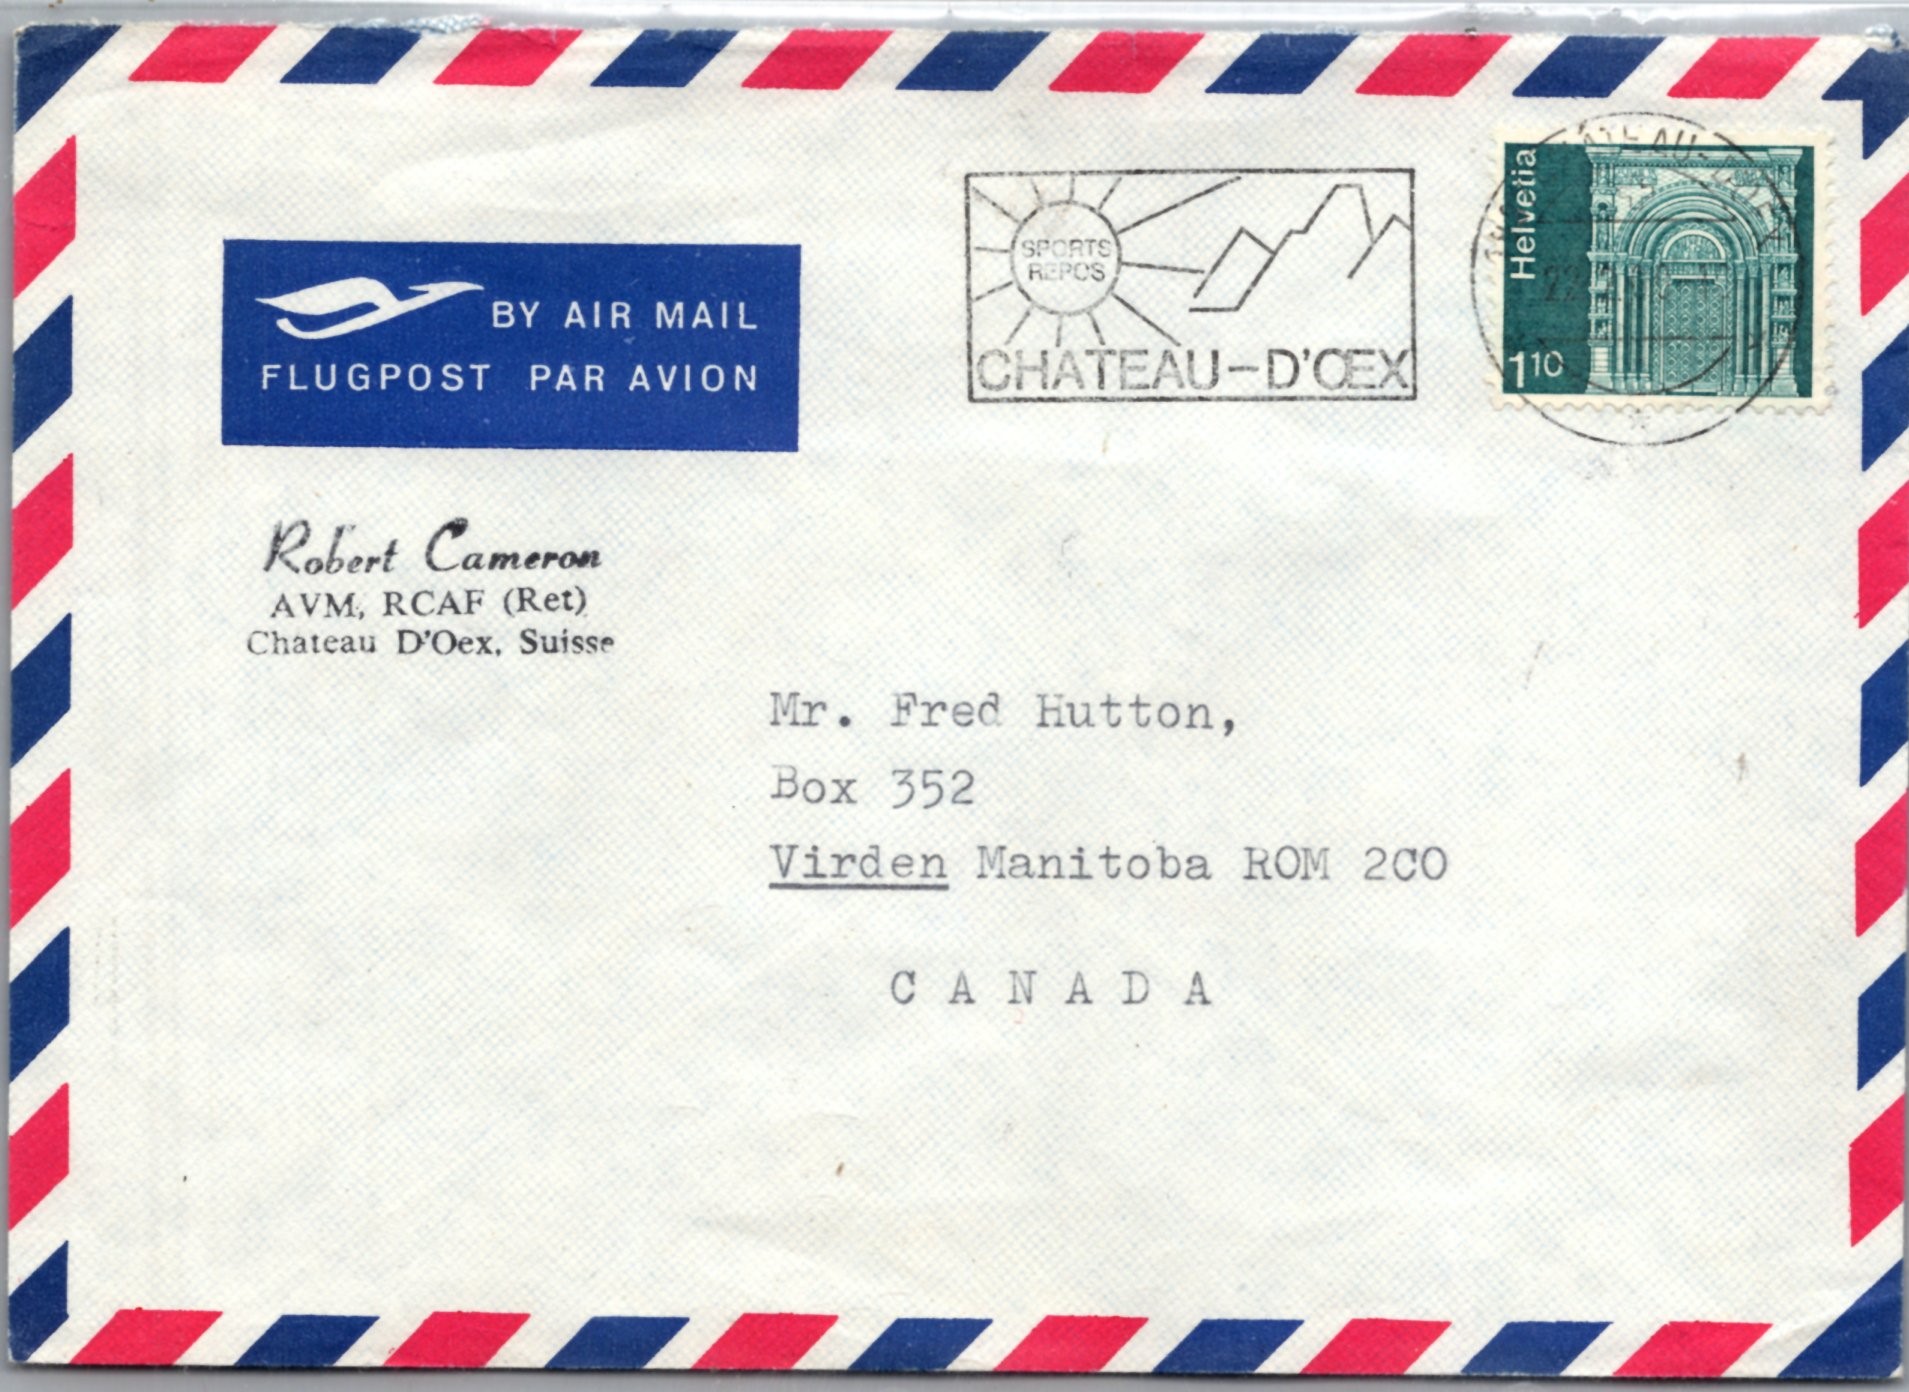 SPORTS
REPOS
CHATEAU-D'ŒX
Helvetia
1 10
BY AIR MAIL
FLUGPOST PAR AVION
Robert Cameron
AVM, RCAF (Ret)
Chateau D'Oex, Suisse
Mr. Fred Hutton,
Box 352
Virden Manitoba ROM 2CO
CANADA